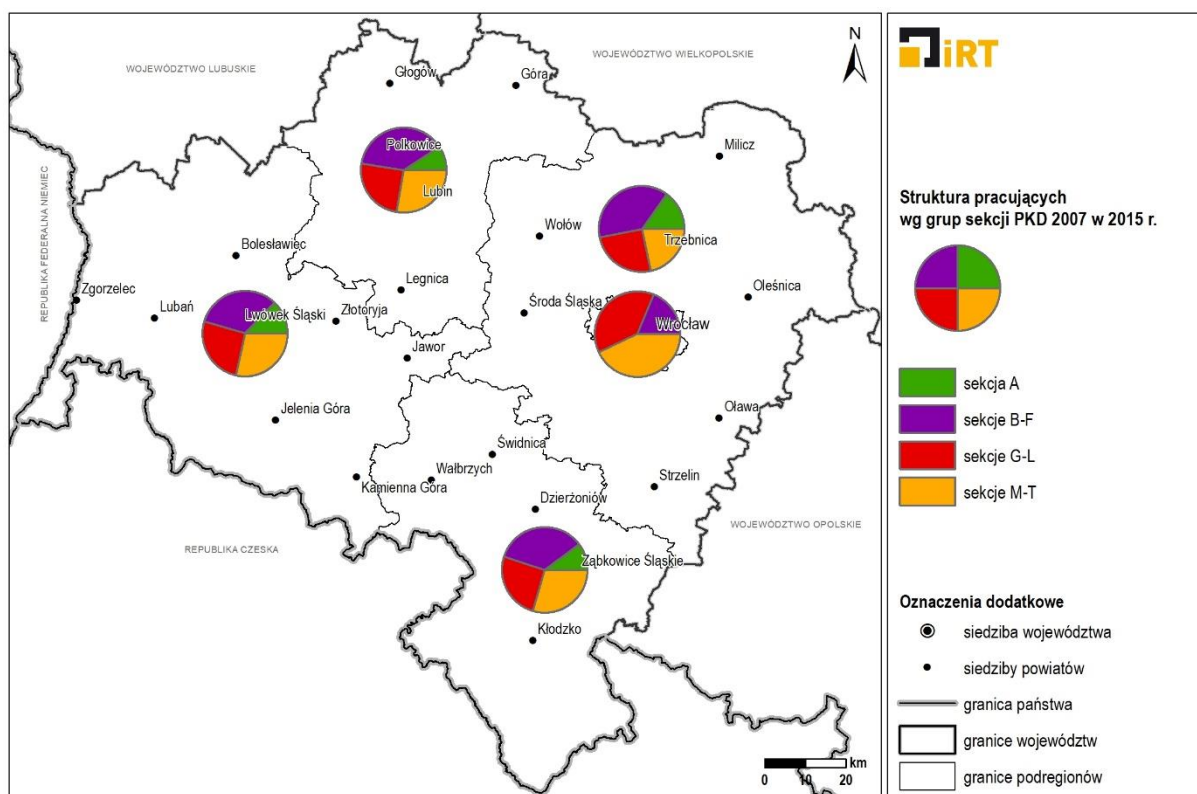 WOJEWÓDZTWO LUBUSKIE
WOJEWÓDZTWO WIELKOPOLSKIE
N
Głogów
Góra
Milicz
Polkowice
Lubin
REPUBLIKA FEDERALNA NIEMIEC
Wołów
Trzebnica
Bolesławiec
Zgorzelec
Legnica
Oleśnica
Lubań
Lwówek Śląski
Złotoryja
Środa Śląska
Wrocław
Jawor
Jelenia Góra
Oława
Świdnica
Wałbrzych
Kamienna Góra
Strzelin
Dzierżoniów
WOJEWÓDZTWO OPOLSKIE
REPUBLIKA CZESKA
Ząbkowice Śląskie
Kłodzko
km
0 10 20
iRT
Struktura pracujących
wg grup sekcji PKD 2007 w 2015 r.
sekcja A
sekcje B-F
sekcje G-L
sekcje M-T
Oznaczenia dodatkowe
siedziba województwa
siedziby powiatów
granica państwa
granice województw
granice podregionów